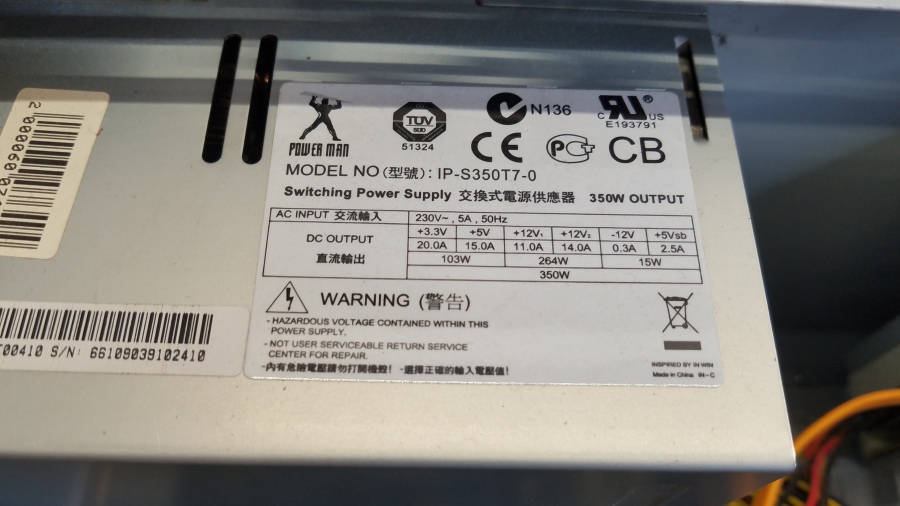 POWER MAN
TUV
SUD
51324
N136
C US
E193791
CE
CB
MODEL NO(型號): IP-S350T7-0
Switching Power Supply 交換式電源供應器 350W OUTPUT
AC INPUT 交流輸入 230V~, 5A, 50Hz
DC OUTPUT
直流輸出
+3.3V +5V +12V1 +12V2 -12V +5Vsb
20.0A 15.0A 11.0A 14.0A 0.3A 2.5A
103W 264W 15W
350W
WARNING (警告)
- HAZARDOUS VOLTAGE CONTAINED WITHIN THIS
POWER SUPPLY.
- NOT USER SERVICEABLE RETURN SERVICE
CENTER FOR REPAIR.
-內有危險電壓請勿打開機殼! -選擇正確的輸入電壓值!
INSPIRED BY IN WIN
Made in China IN-C
00410 S/N: 66109039102410